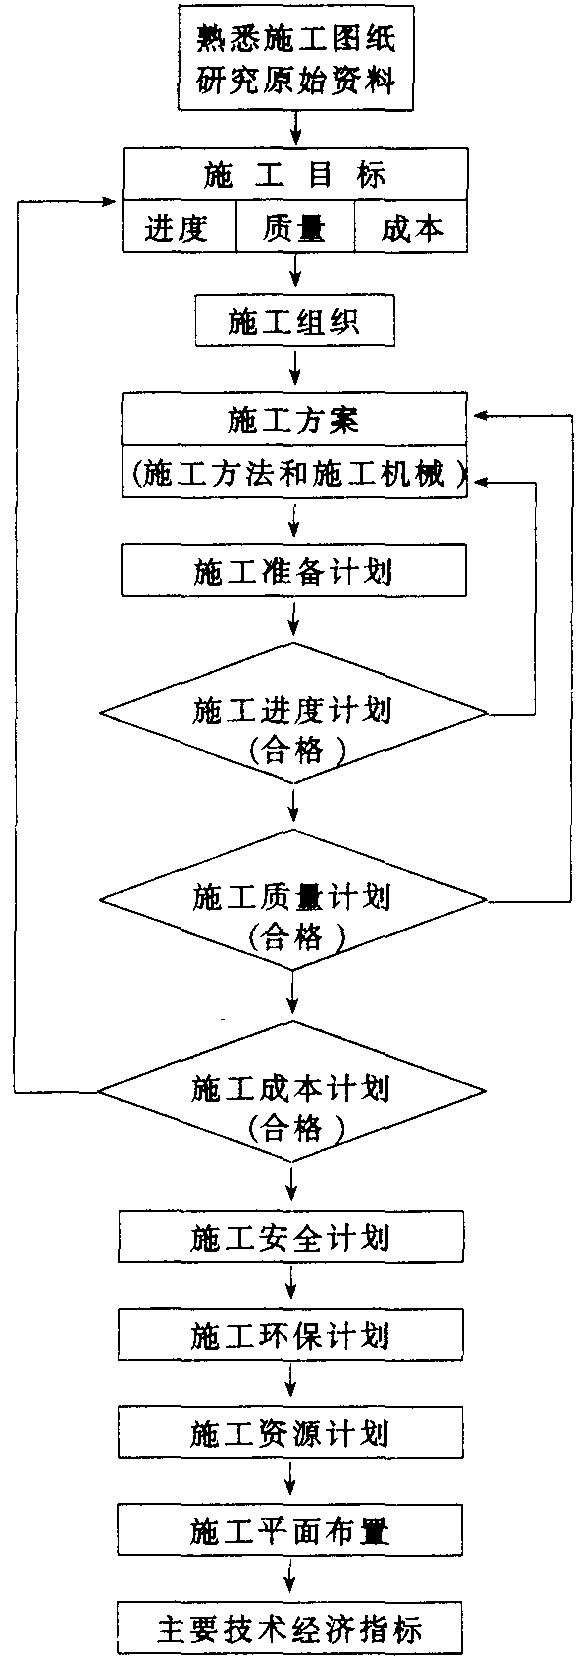 熟悉施工图纸
研究原始资料
施工目标
进度 质量 成本
施工组织
施工方案
(施工方法和施工机械)
施工准备计划
施工进度计划
(合格)
施工质量计划
(合格)
施工成本计划
(合格)
施工安全计划
施工环保计划
施工资源计划
施工平面布置
主要技术经济指标